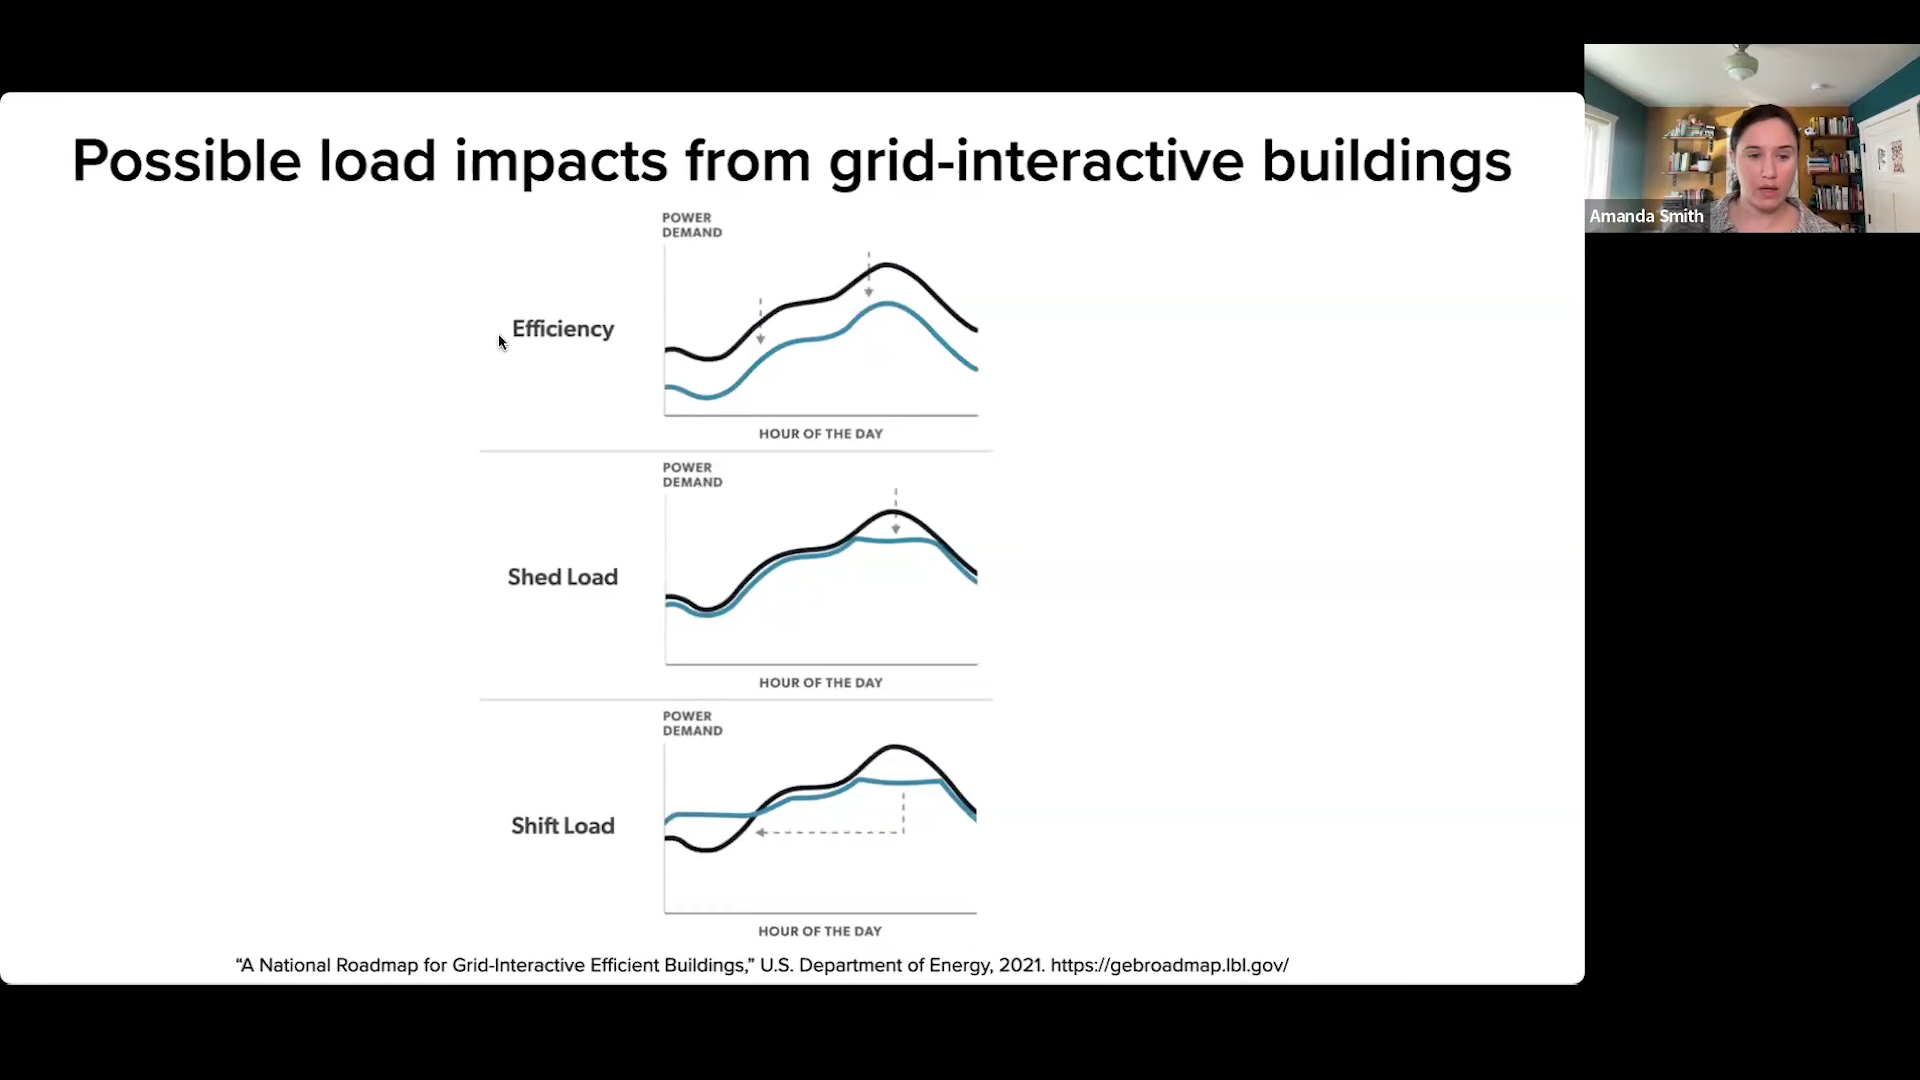 Possible load impacts from grid-interactive buildings
Amanda Smith
POWER
DEMAND
Efficiency
HOUR OF THE DAY
POWER
DEMAND
Shed Load
HOUR OF THE DAY
POWER
DEMAND
Shift Load
HOUR OF THE DAY
“A National Roadmap for Grid-Interactive Efficient Buildings,” U.S. Department of Energy, 2021. https://gebroadmap.lbl.gov/